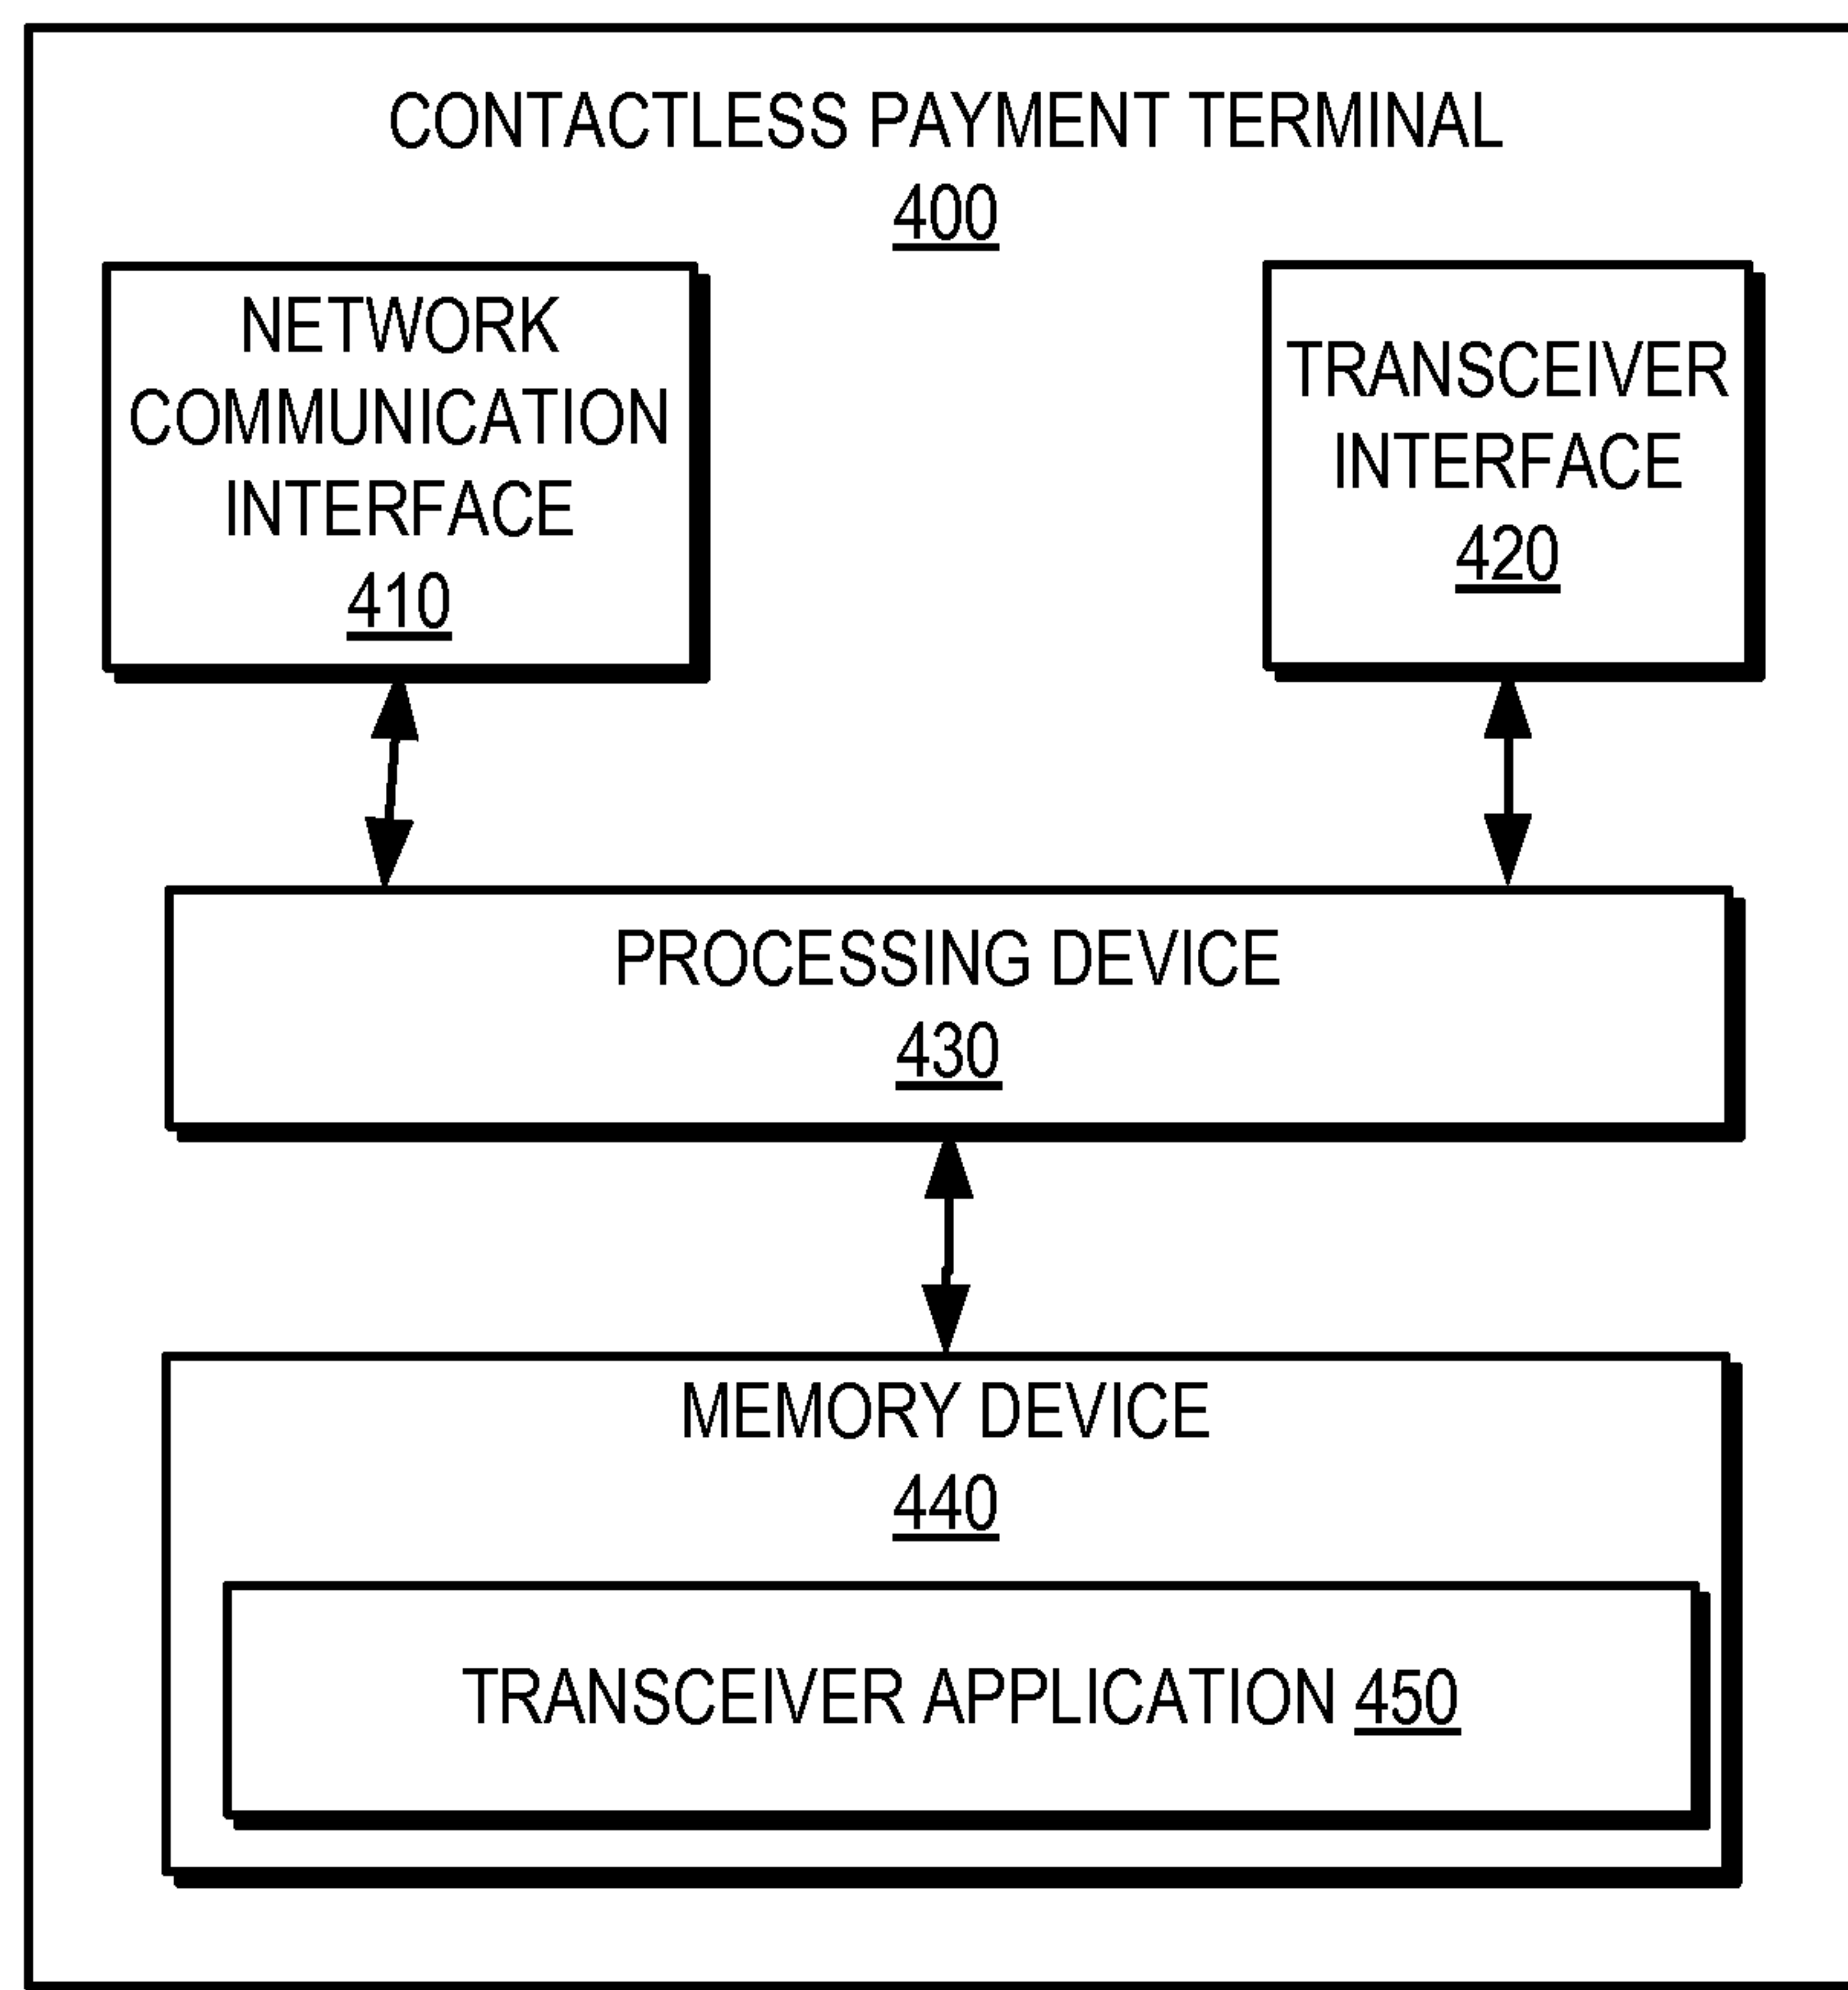 CONTACTLESS PAYMENT TERMINAL
400
NETWORK
COMMUNICATION
INTERFACE
410
TRANSCEIVER
INTERFACE
420
PROCESSING DEVICE
430
MEMORY DEVICE
440
TRANSCEIVER APPLICATION 450